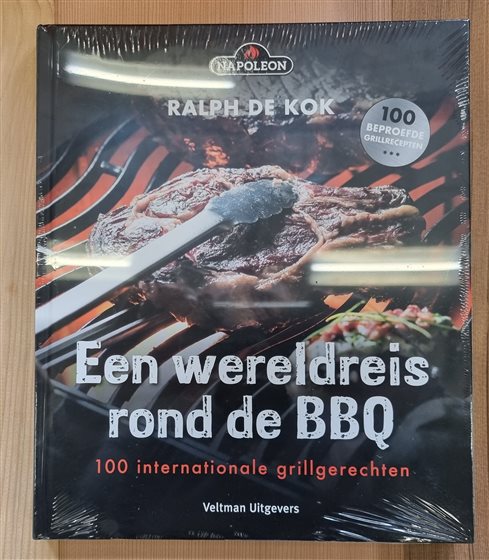 NAPOLEON
RALPH DE KOK
100
BEPROEFDE
GRILLRECEPTEN
Een wereldreis
rond de BBQ
100 internationale grillgerechten
Veltman Uitgevers